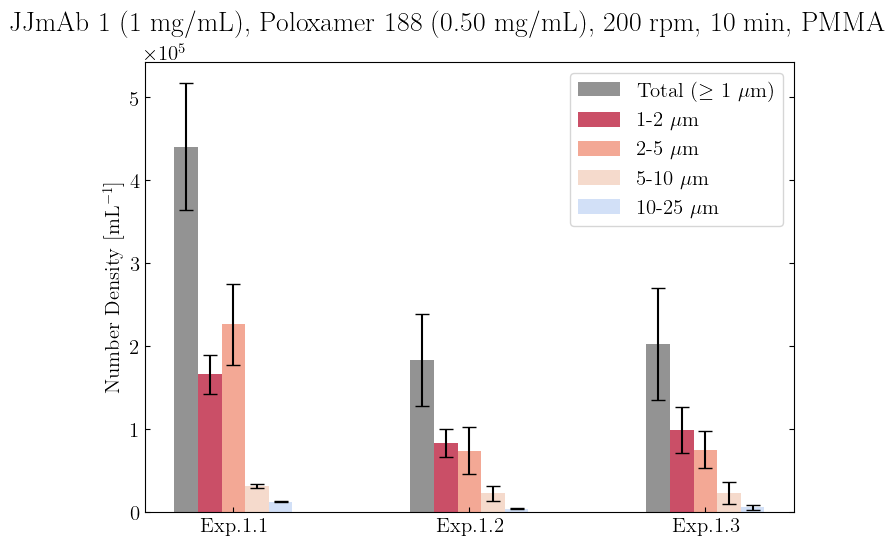 JJmAb 1 (1 mg/mL), Poloxamer 188 (0.50 mg/mL), 200 rpm, 10 min, PMMA
×10⁵
5
4
3
2
1
0
Number Density [mL⁻¹]
Total (≥ 1 μm)
1-2 μm
2-5 μm
5-10 μm
10-25 μm
Exp.1.1
Exp.1.2
Exp.1.3